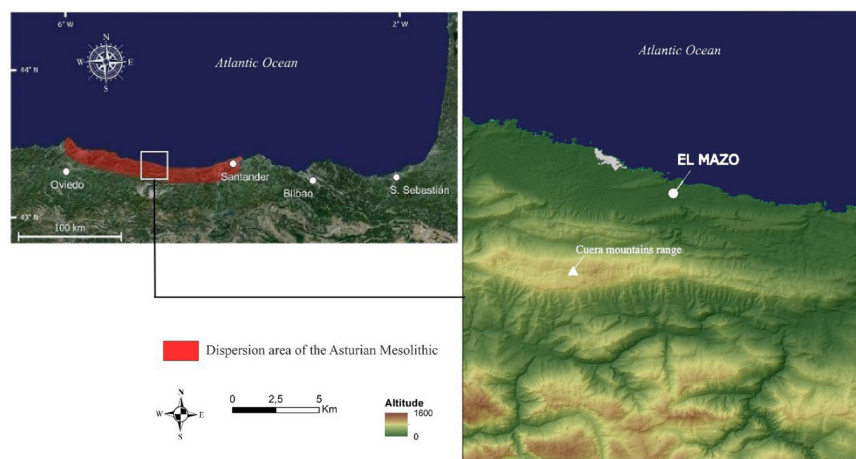 6° W
2° W
N
W E
S
Atlantic Ocean
44° N
Oviedo
Santander
Bilbao
S. Sebastián
43° N
100 km
Atlantic Ocean
EL MAZO
Cuera mountains range
Dispersion area of the Asturian Mesolithic
N
W E
S
0 2,5 5
Km
Altitude
1600
0